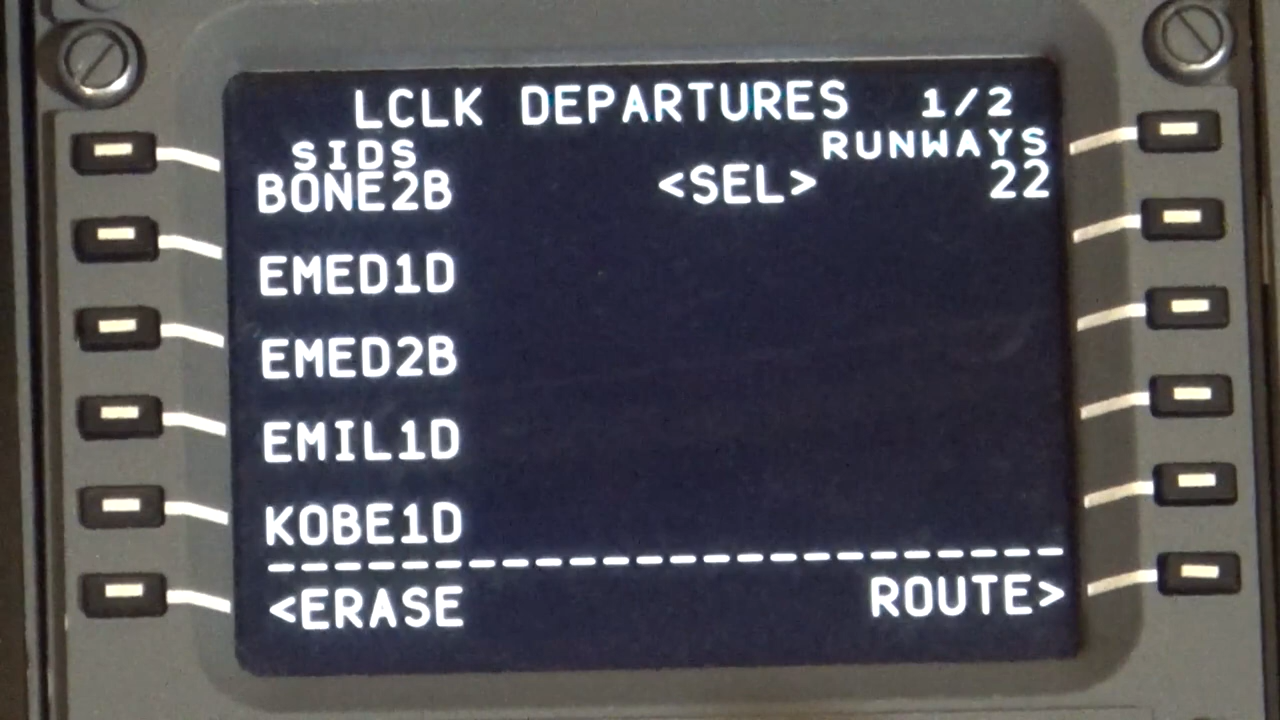 LCLK DEPARTURES 1/2
SIDS RUNWAYS
BONE2B <SEL> 22
EMED1D
EMED2B
EMIL1D
KOBE1D
------------------------
<ERASE ROUTE>